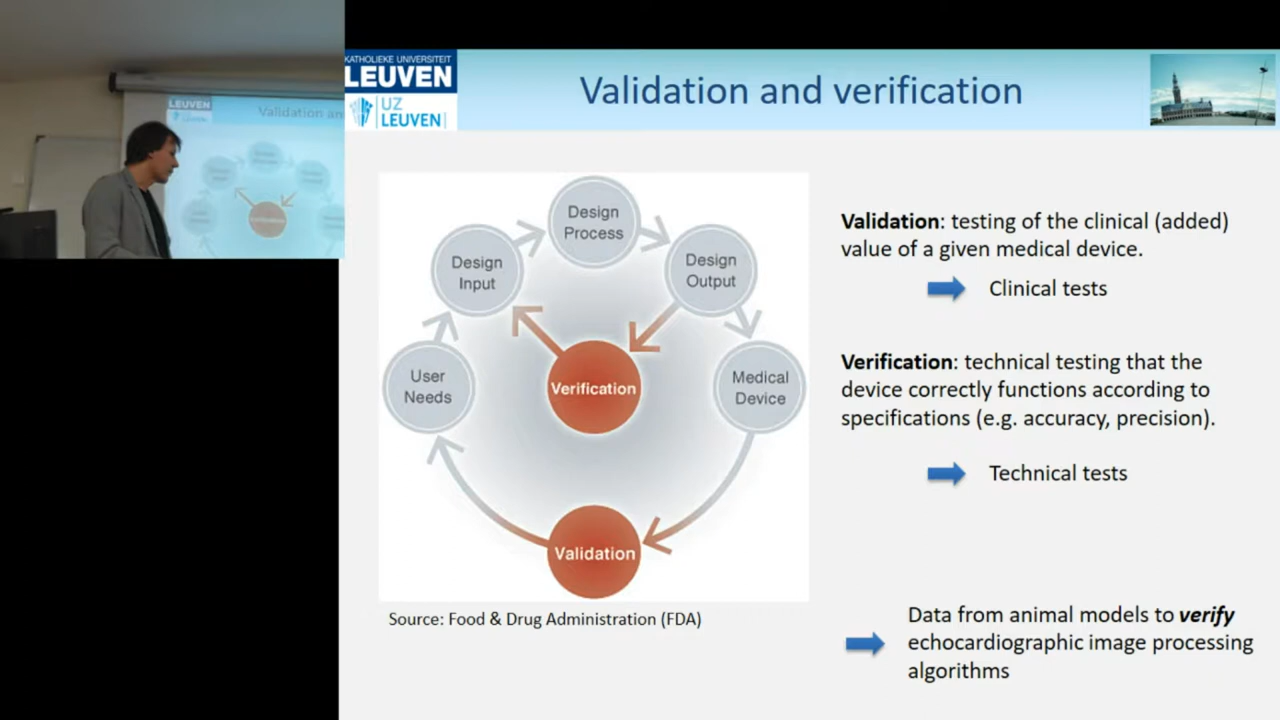 LEUVEN
Validation an
KATHOLIEKE UNIVERSITEIT
LEUVEN
UZ
LEUVEN
Validation and verification
Design
Process
Design
Input
Design
Output
User
Needs
Verification
Medical
Device
Validation
Source: Food & Drug Administration (FDA)
Validation: testing of the clinical (added)
value of a given medical device.
Clinical tests
Verification: technical testing that the
device correctly functions according to
specifications (e.g. accuracy, precision).
Technical tests
Data from animal models to verify
echocardiographic image processing
algorithms